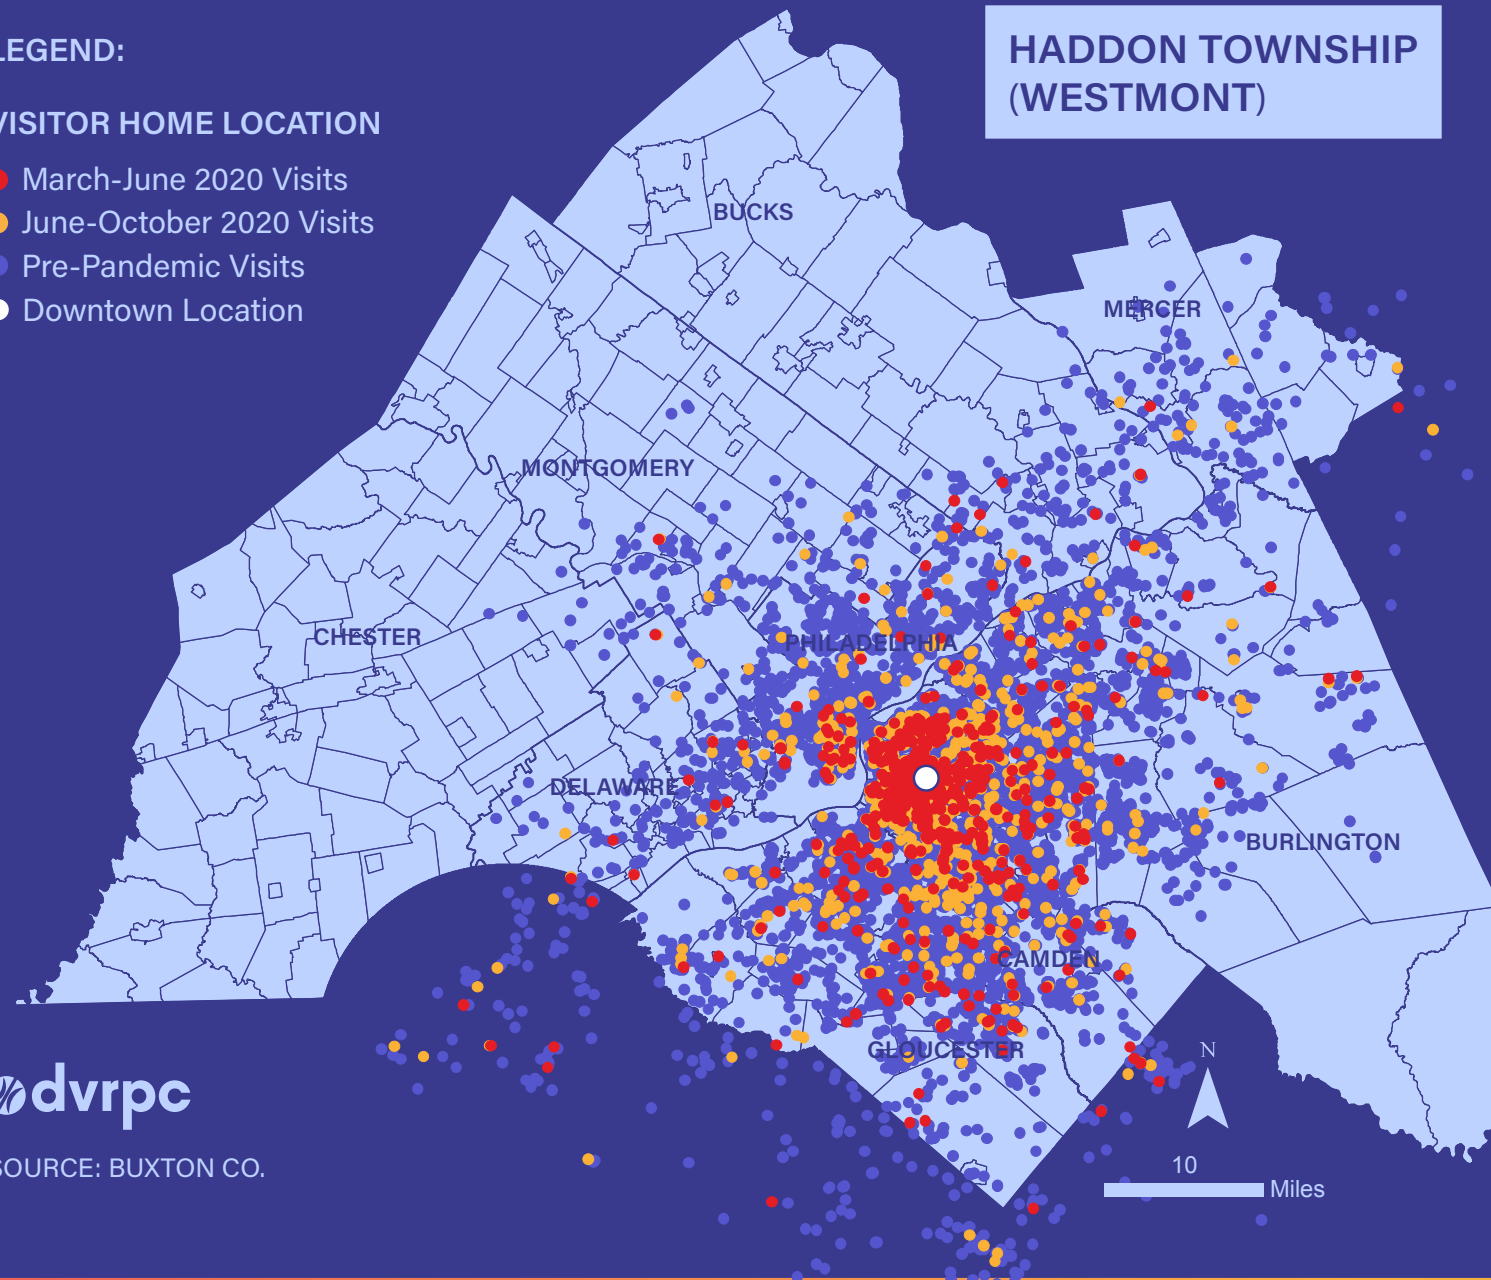 LEGEND:
VISITOR HOME LOCATION
March-June 2020 Visits
June-October 2020 Visits
Pre-Pandemic Visits
Downtown Location
HADDON TOWNSHIP
(WESTMONT)
BUCKS
MERCER
MONTGOMERY
CHESTER
PHILADELPHIA
DELAWARE
BURLINGTON
CAMDEN
GLOUCESTER
N
10
Miles
dvrpc
SOURCE: BUXTON CO.